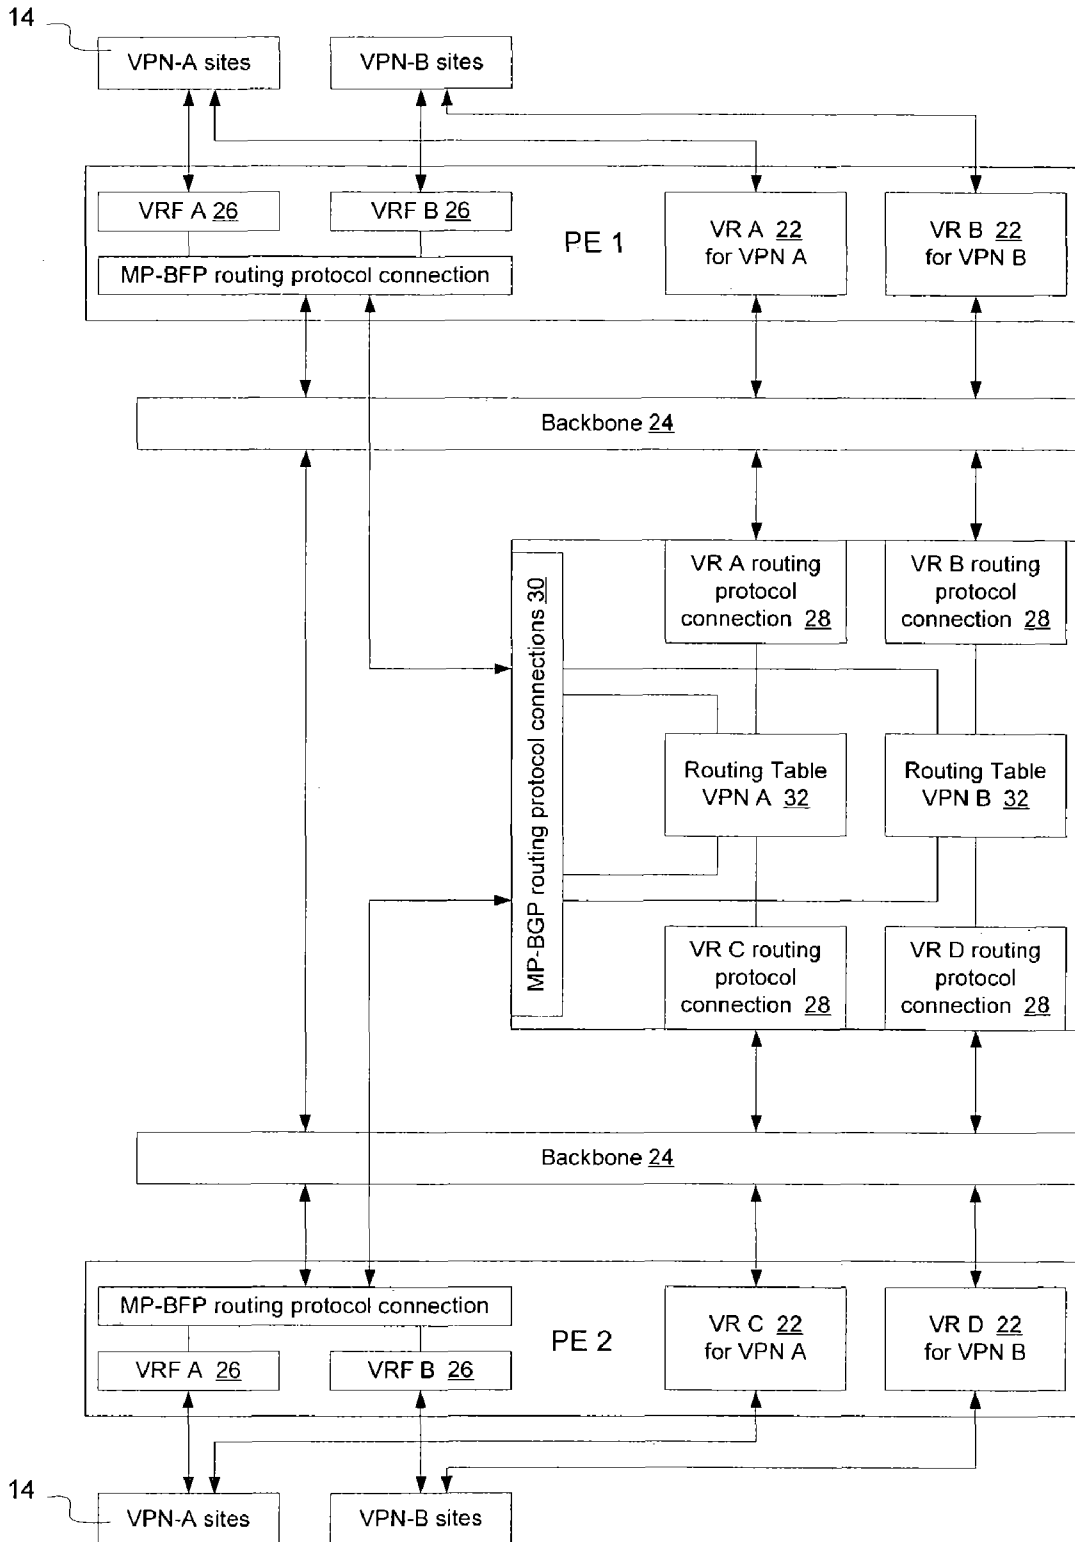 14
VPN-A sites
VPN-B sites
VRF A 26
VRF B 26
MP-BFP routing protocol connection
PE 1
VR A 22
for VPN A
VR B 22
for VPN B
Backbone 24
VR A routing
protocol
connection 28
VR B routing
protocol
connection 28
MP-BGP routing protocol connections 30
Routing Table
VPN A 32
Routing Table
VPN B 32
VR C routing
protocol
connection 28
VR D routing
protocol
connection 28
Backbone 24
MP-BFP routing protocol connection
VRF A 26
VRF B 26
PE 2
VR C 22
for VPN A
VR D 22
for VPN B
14
VPN-A sites
VPN-B sites